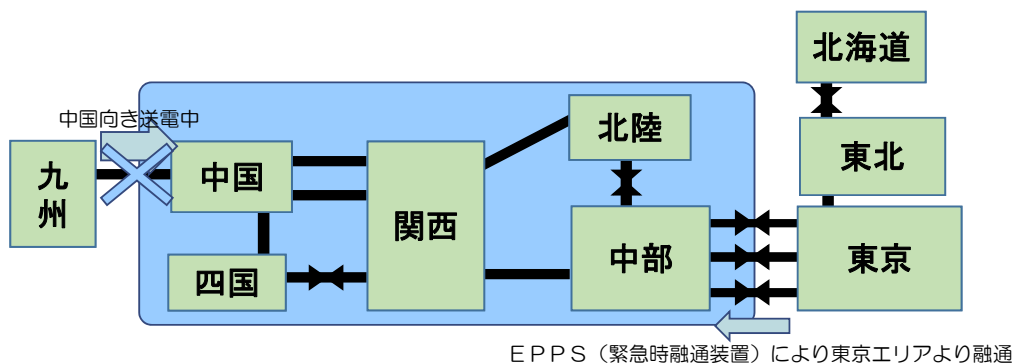 北海道
中国向き送電中
北陸
東北
九州
中国
関西
中部
東京
四国
ＥＰＰＳ（緊急時融通装置）により東京エリアより融通